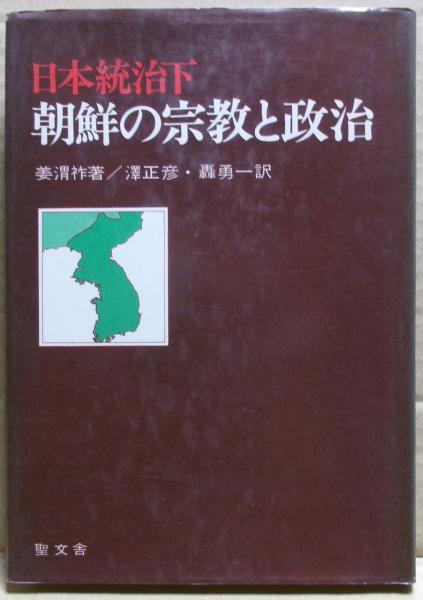 日本統治下
朝鮮の宗教と政治
姜渭祚著／澤正彦・轟勇一訳
聖文舎